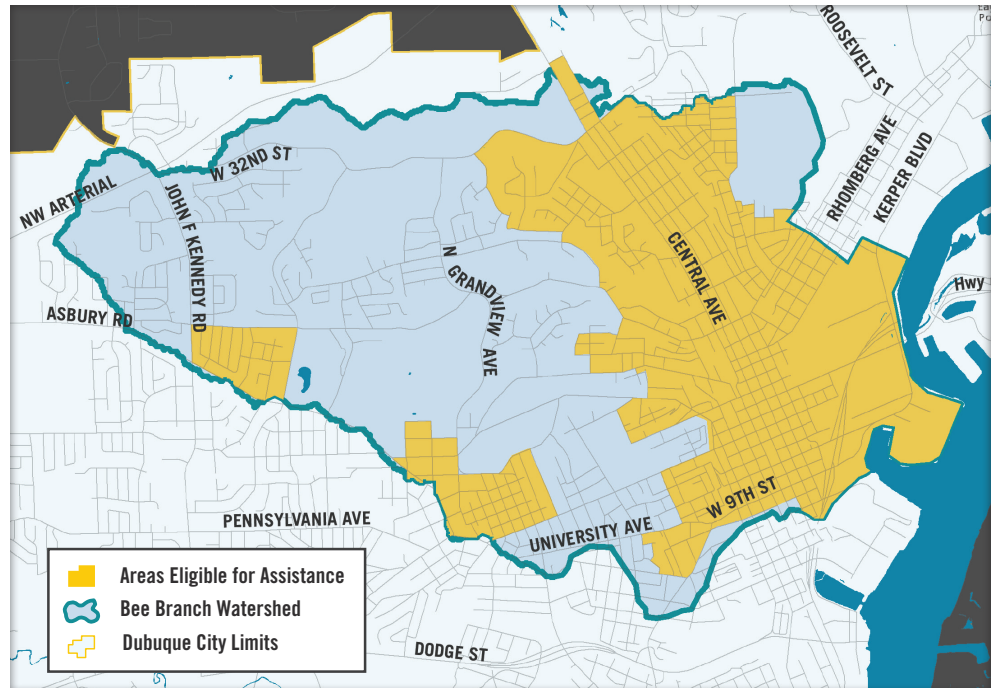 ROOSEVELT ST
RHOMBERG AVE
KERPER BLVD
W 32ND ST
NW ARTERIAL
JOHN F KENNEDY RD
N GRANDVIEW AVE
CENTRAL AVE
Hwy
ASBURY RD
W 9TH ST
UNIVERSITY AVE
PENNSYLVANIA AVE
DODGE ST
Areas Eligible for Assistance
Bee Branch Watershed
Dubuque City Limits